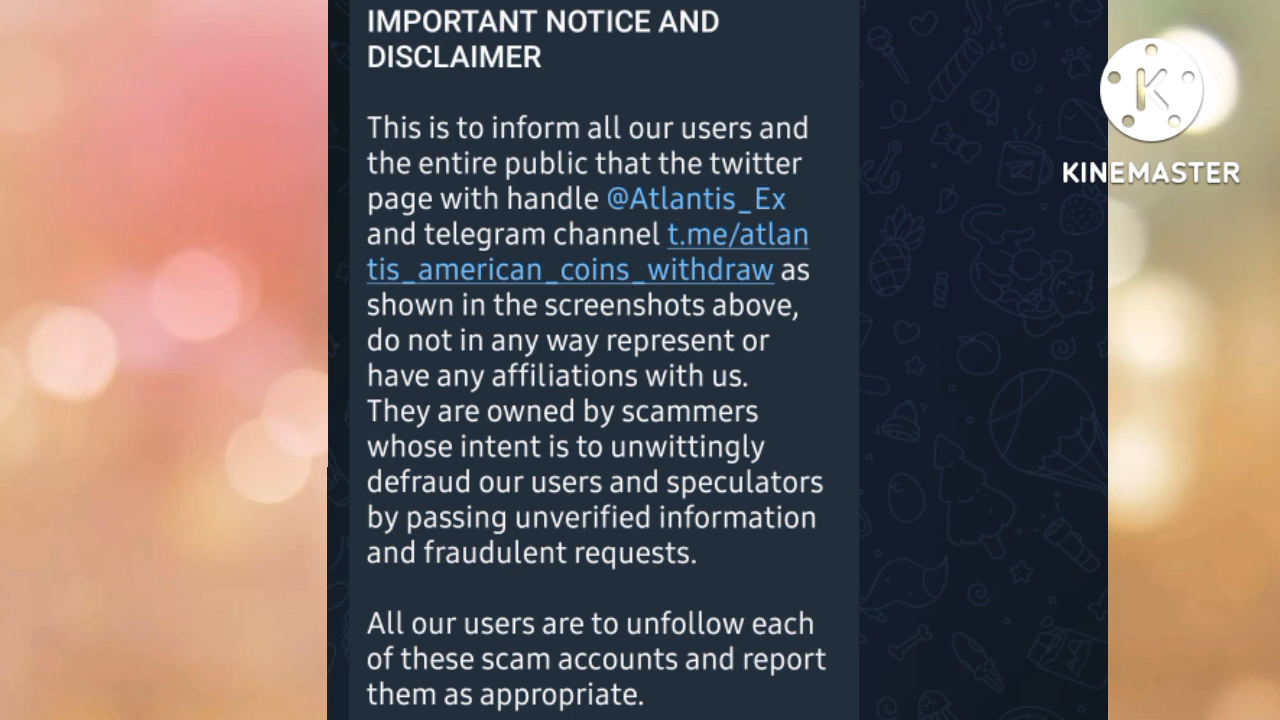 IMPORTANT NOTICE AND
DISCLAIMER
This is to inform all our users and
the entire public that the twitter
page with handle @Atlantis_Ex
and telegram channel t.me/atlan
tis_american_coins_withdraw as
shown in the screenshots above,
do not in any way represent or
have any affiliations with us.
They are owned by scammers
whose intent is to unwittingly
defraud our users and speculators
by passing unverified information
and fraudulent requests.
All our users are to unfollow each
of these scam accounts and report
them as appropriate.
K
KINEMASTER